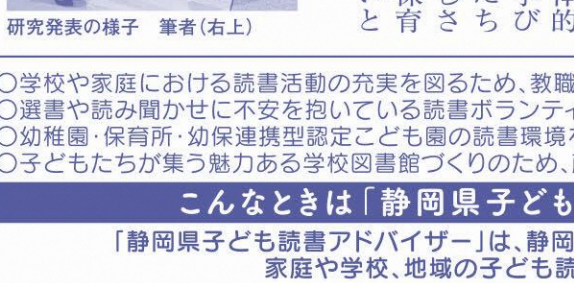 研究発表の様子　筆者(右上)
○学校や家庭における読書活動の充実を図るため、教職
○選書や読み聞かせに不安を抱いている読書ボランティ
○幼稚園・保育所・幼保連携型認定こども園の読書環境
○子どもたちが集う魅力ある学校図書館づくりのため、
こんなときは「静岡県子ども
「静岡県子ども読書アドバイザー」は、静岡
家庭や学校、地域の子ども読